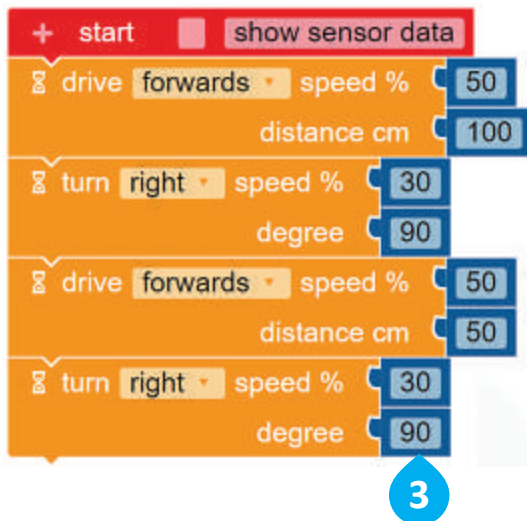 + start show sensor data
drive forwards speed % 50
distance cm 100
turn right speed % 30
degree 90
drive forwards speed % 50
distance cm 50
turn right speed % 30
degree 90
3